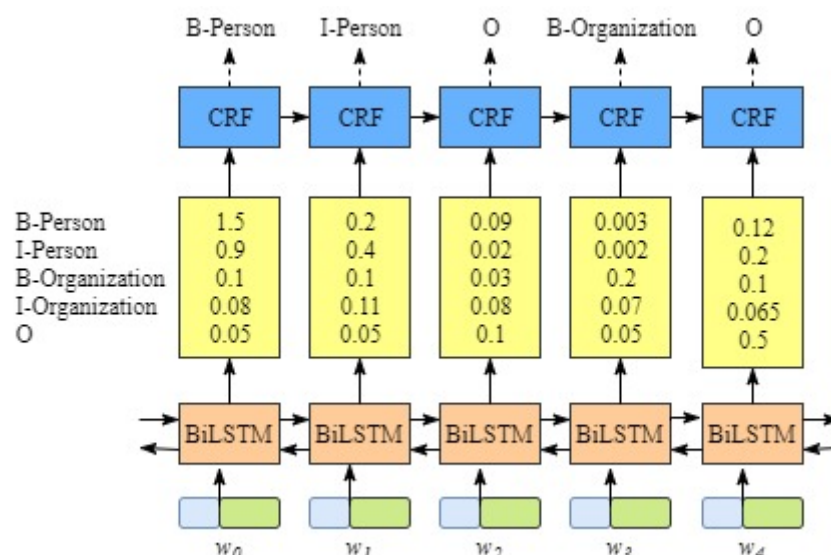 B-Person I-Person O B-Organization O
CRF CRF CRF CRF CRF
B-Person 1.5 0.2 0.09 0.003 0.12
I-Person 0.9 0.4 0.02 0.002 0.2
B-Organization 0.1 0.1 0.03 0.2 0.1
I-Organization 0.08 0.11 0.08 0.07 0.065
O 0.05 0.05 0.1 0.05 0.5
BiLSTM BiLSTM BiLSTM BiLSTM BiLSTM
w0 w1 w2 w3 w4